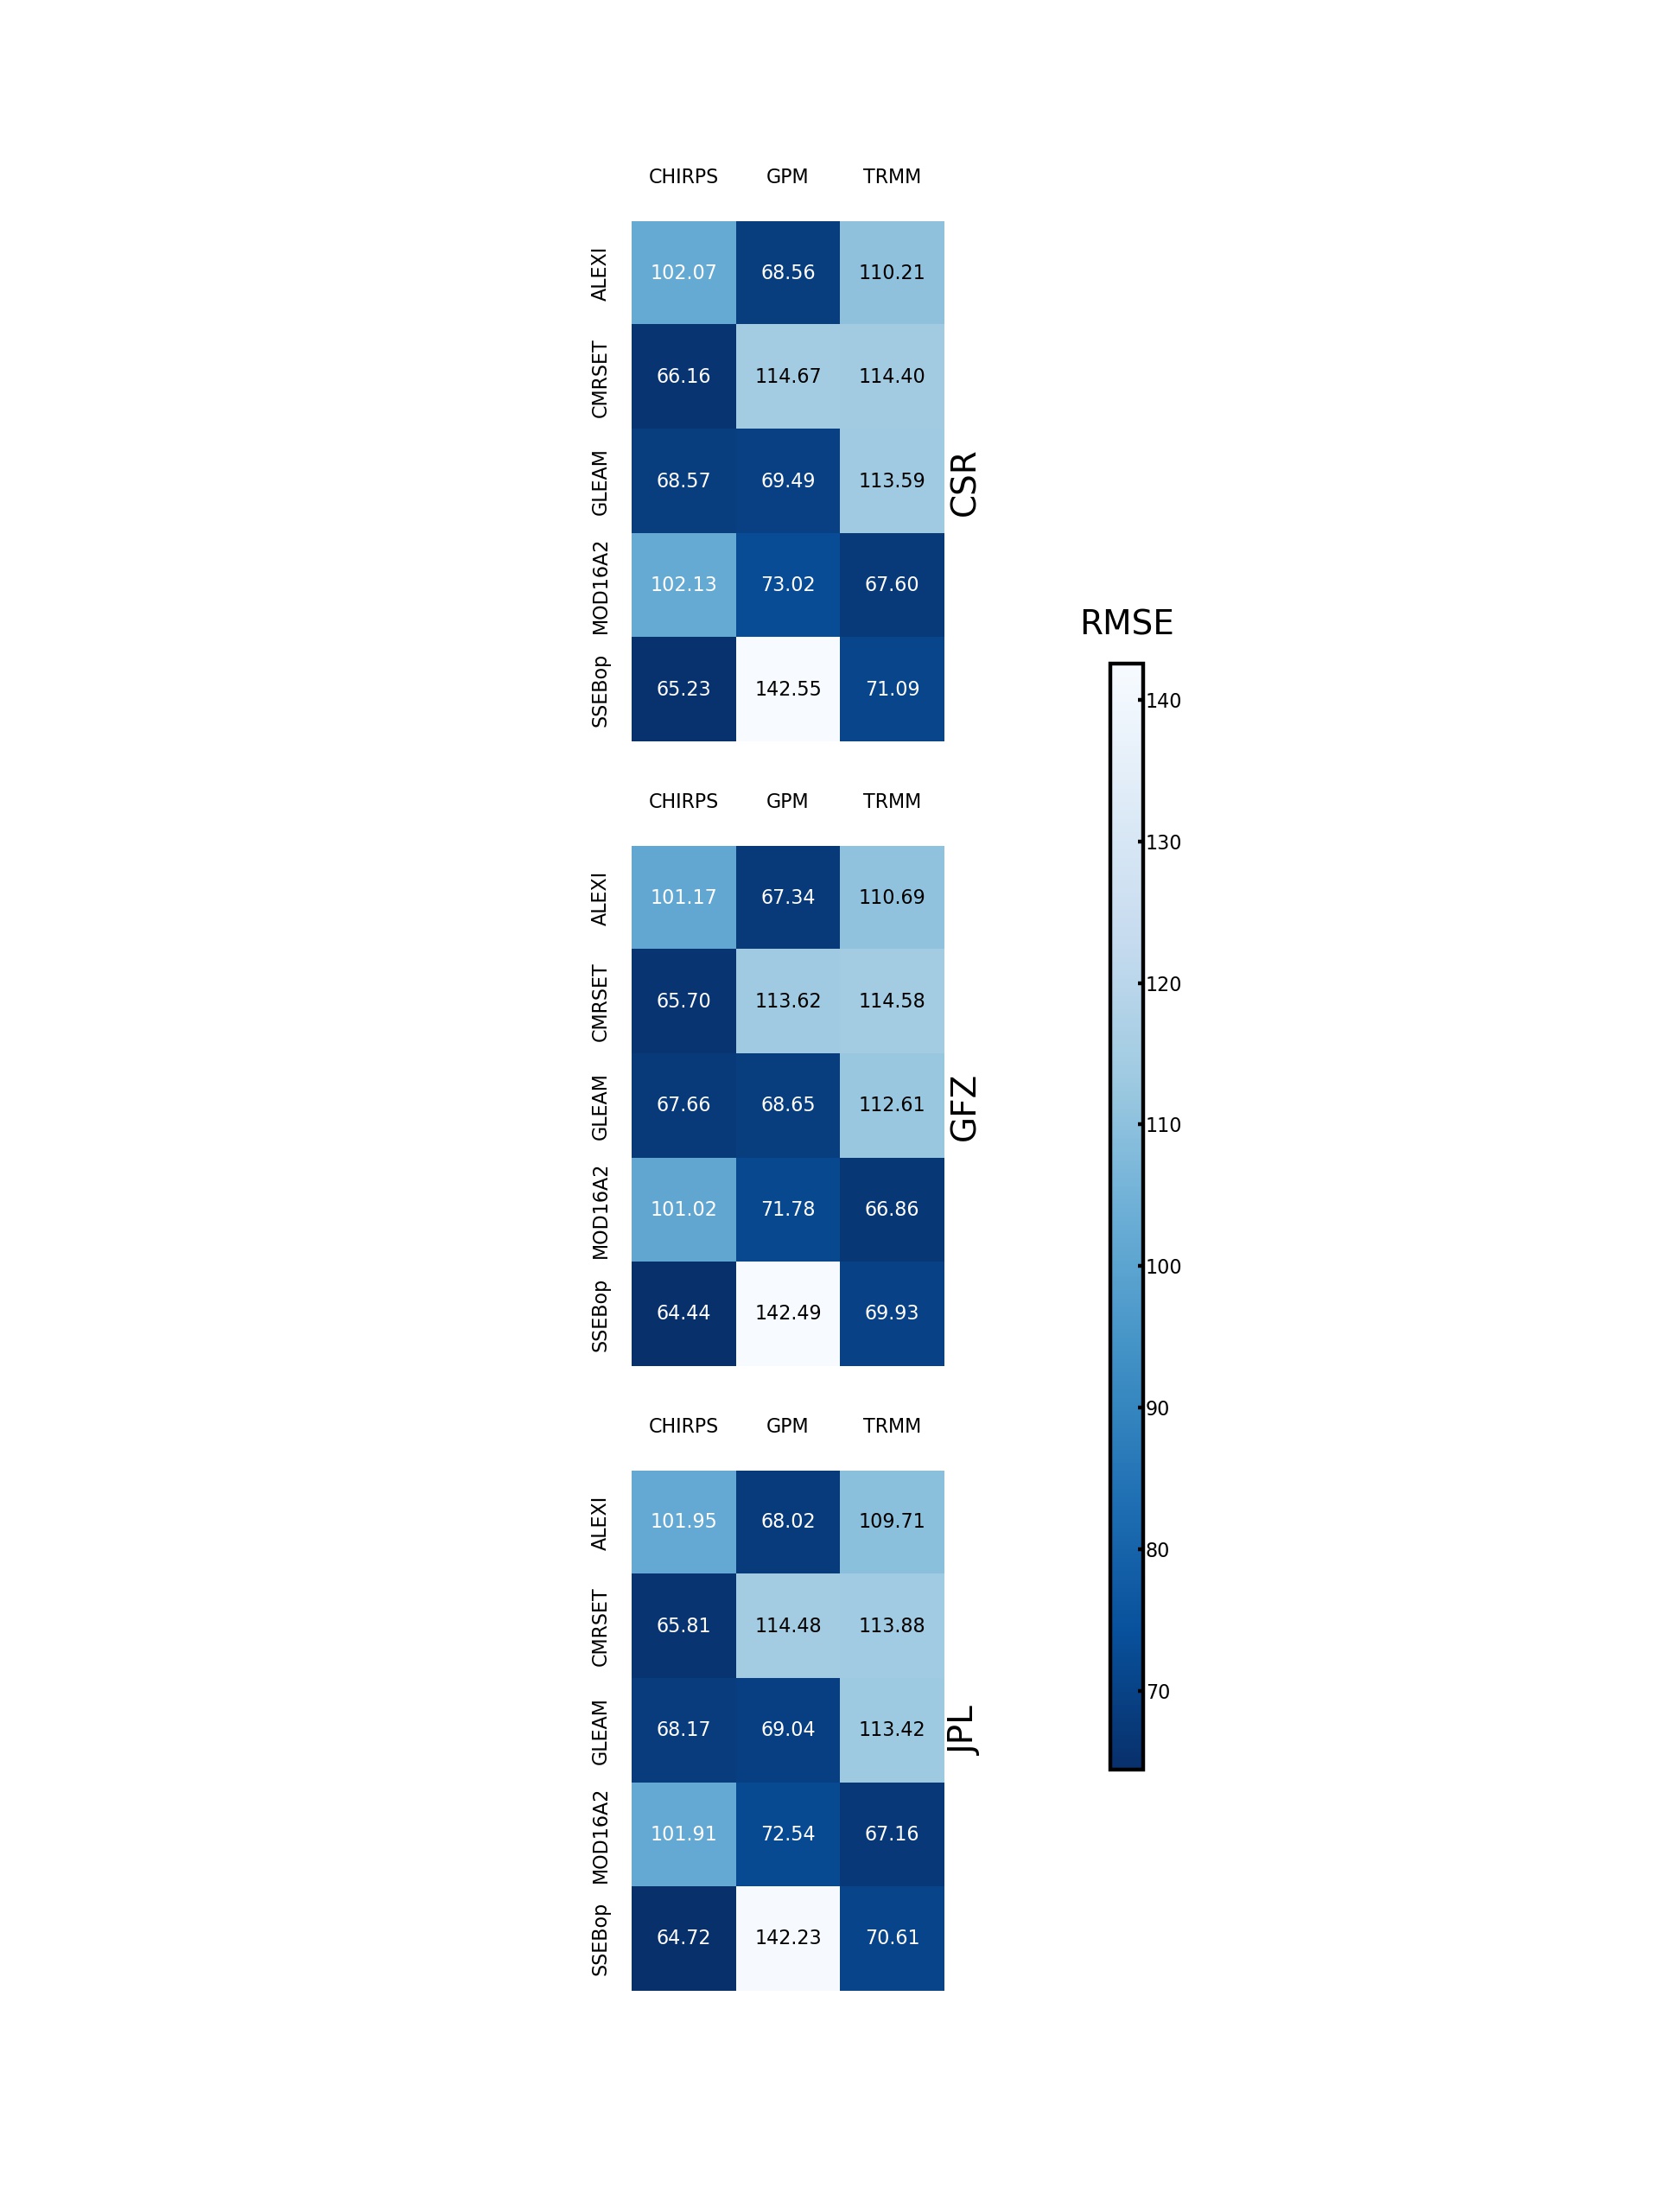 CHIRPS GPM TRMM
ALEXI 102.07 68.56 110.21
CMRSET 66.16 114.67 114.40
GLEAM 68.57 69.49 113.59
CSR
MOD16A2 102.13 73.02 67.60
SSEBop 65.23 142.55 71.09
CHIRPS GPM TRMM
ALEXI 101.17 67.34 110.69
CMRSET 65.70 113.62 114.58
GLEAM 67.66 68.65 112.61
GFZ
MOD16A2 101.02 71.78 66.86
SSEBop 64.44 142.49 69.93
CHIRPS GPM TRMM
ALEXI 101.95 68.02 109.71
CMRSET 65.81 114.48 113.88
GLEAM 68.17 69.04 113.42
JPL
MOD16A2 101.91 72.54 67.16
SSEBop 64.72 142.23 70.61
RMSE
140
130
120
110
100
90
80
70